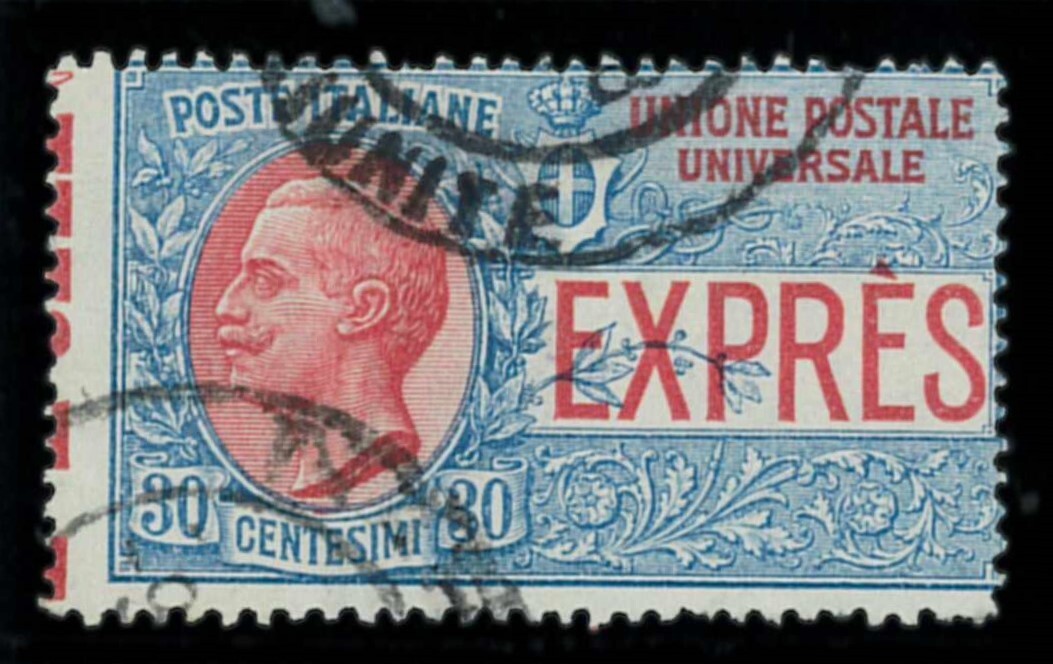 POSTE ITALIANE
UNIONE POSTALE
UNIVERSALE
EXPRÈS
30 30
CENTESIMI